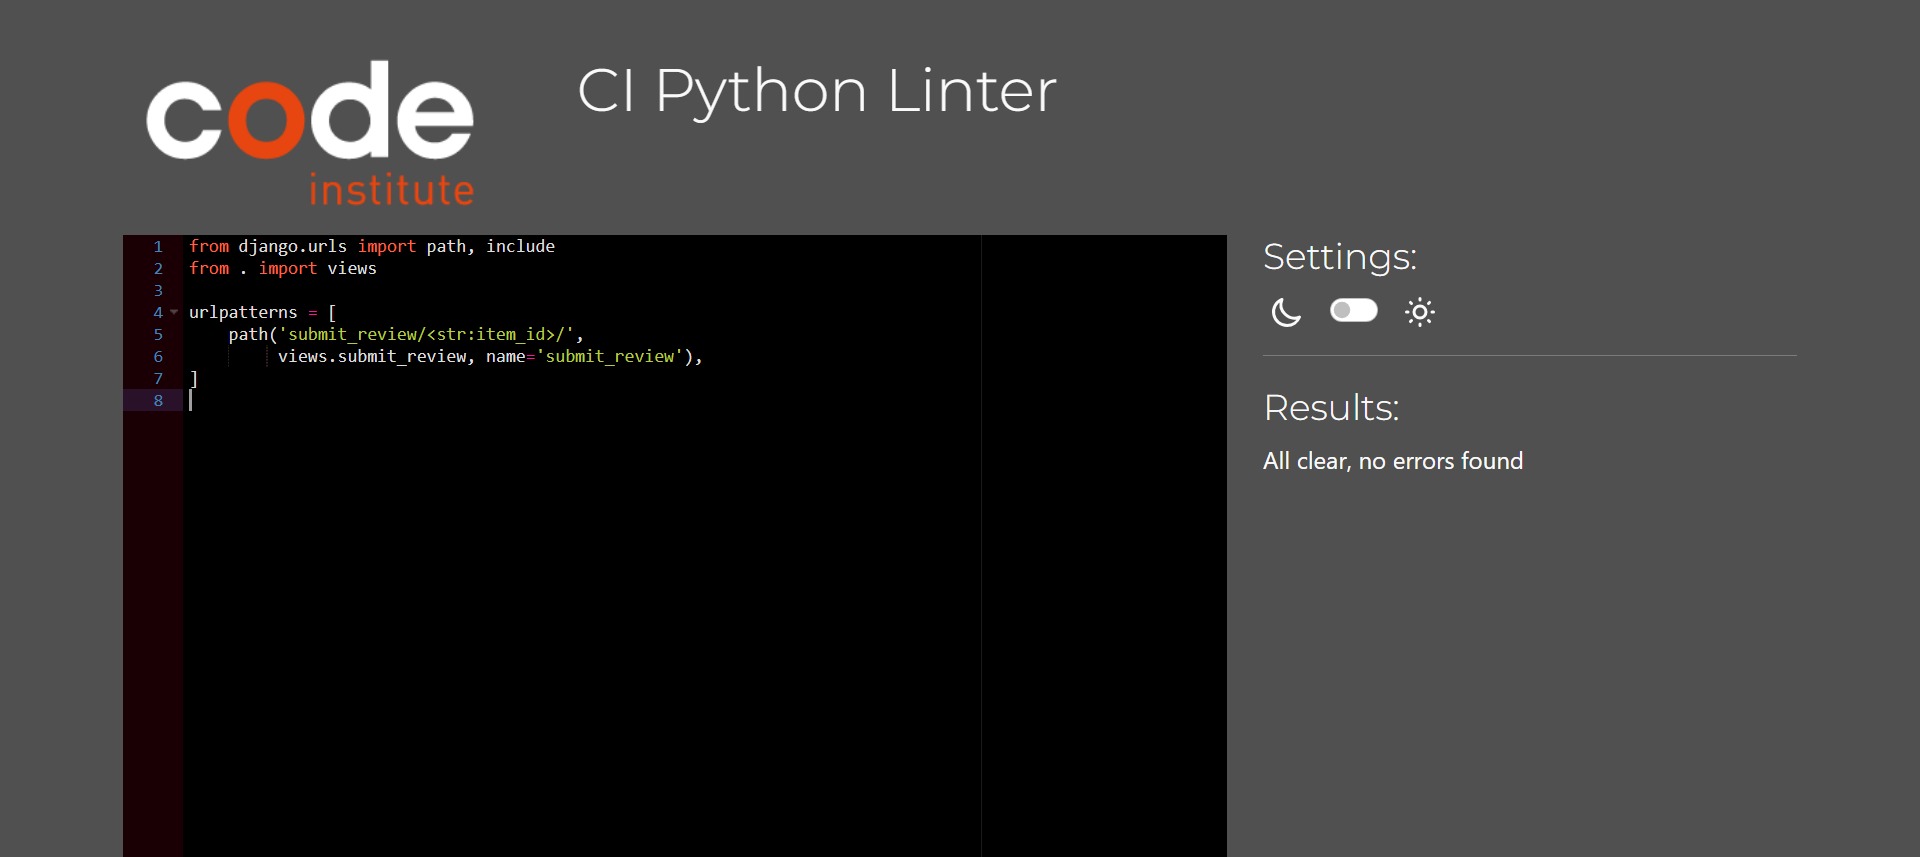 code
institute
CI Python Linter
1 from django.urls import path, include
2 from . import views
3
4 urlpatterns = [
5     path('submit_review/<str:item_id>/',
6          views.submit_review, name='submit_review'),
7 ]
8
Settings:
Results:
All clear, no errors found